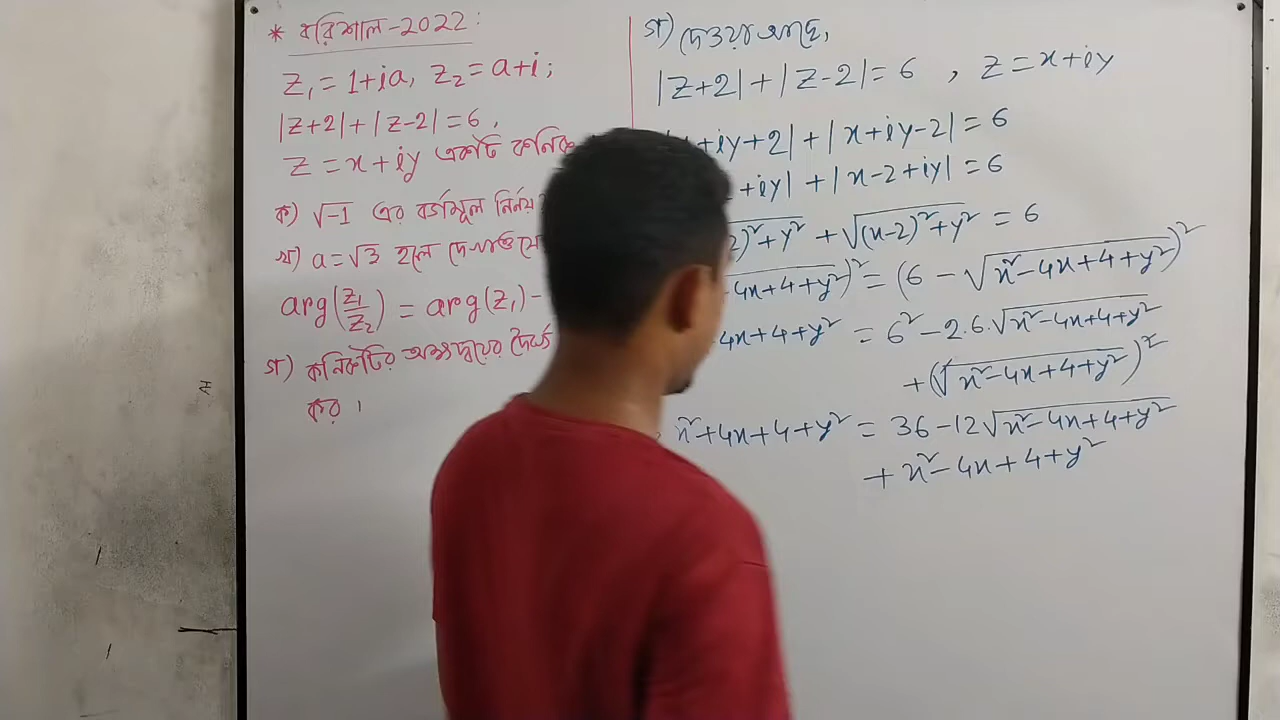 * বরিশাল-2022:
z₁ = 1+ia, z₂ = a+i;
|z+2| + |z-2| = 6,
z = x+iy একটি কনিক
ক) √-1 এর বর্গমূল নির্ণয়
খ) a = √3 হলে দেখাও যে
arg(z₁/z₂) = arg(z₁) -
গ) কনিকটির অক্ষদ্বয়ের দৈর্ঘ্য
কর।
গ) দেওয়া আছে,
|z+2| + |z-2| = 6 , z = x+iy
+iy+2| + |x+iy-2| = 6
+iy| + |x-2+iy| = 6
2)²+y² + √(x-2)²+y² = 6
4x+4+y²)² = (6 - √x²-4x+4+y²)²
4x+4+y² = 6² - 2.6.√x²-4x+4+y²
+ (√x²-4x+4+y²)²
x²+4x+4+y² = 36-12√x²-4x+4+y²
+ x²-4x+4+y²